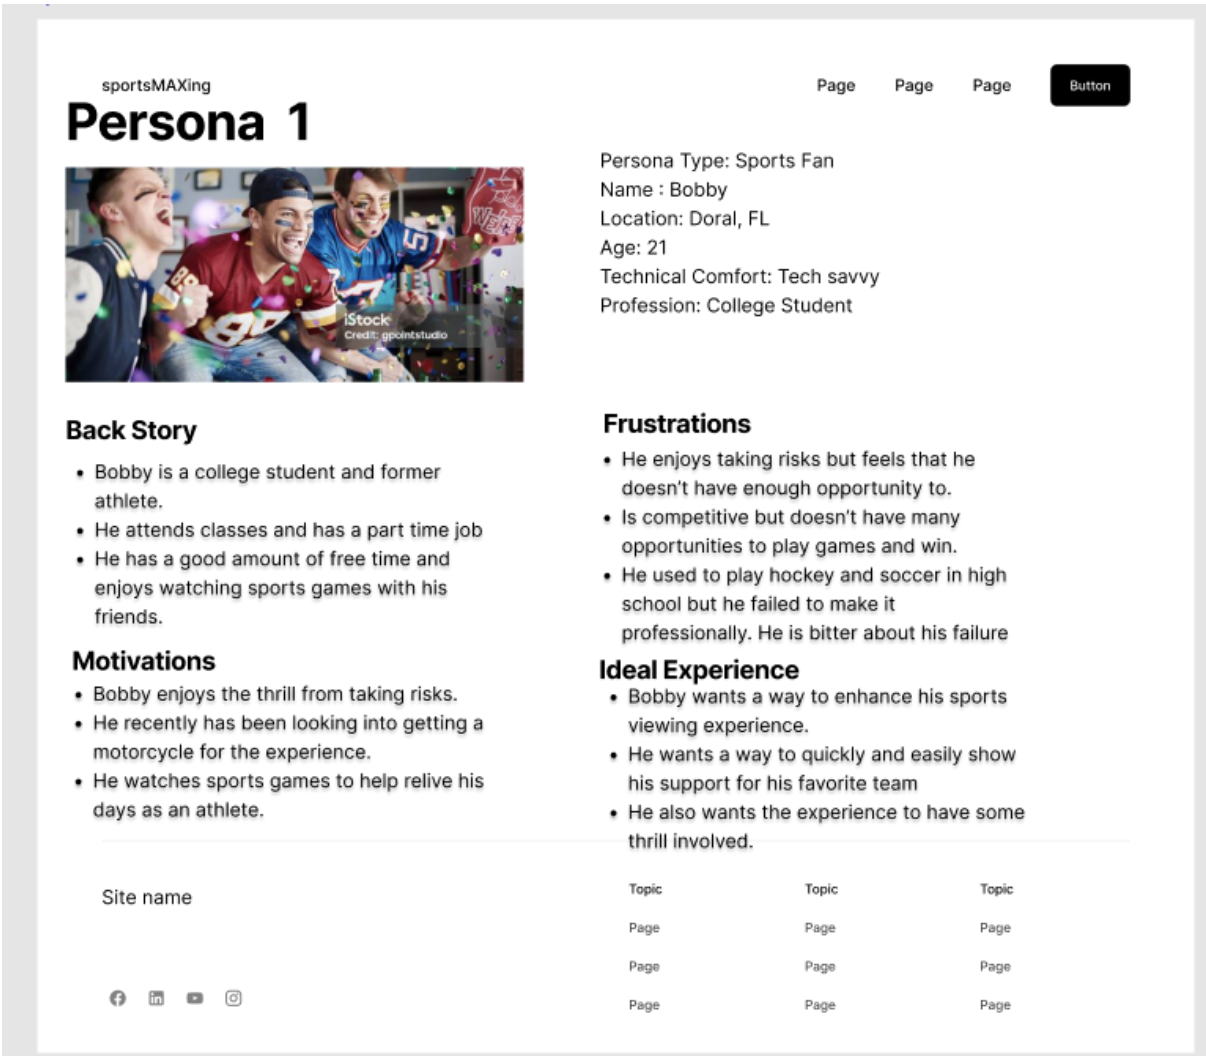 sportsMAXing
Page Page Page Button
Persona 1
iStock
Credit: gpointstudio
89
Persona Type: Sports Fan
Name : Bobby
Location: Doral, FL
Age: 21
Technical Comfort: Tech savvy
Profession: College Student
Back Story
• Bobby is a college student and former
athlete.
• He attends classes and has a part time job
• He has a good amount of free time and
enjoys watching sports games with his
friends.
Motivations
• Bobby enjoys the thrill from taking risks.
• He recently has been looking into getting a
motorcycle for the experience.
• He watches sports games to help relive his
days as an athlete.
Frustrations
• He enjoys taking risks but feels that he
doesn't have enough opportunity to.
• Is competitive but doesn't have many
opportunities to play games and win.
• He used to play hockey and soccer in high
school but he failed to make it
professionally. He is bitter about his failure
Ideal Experience
• Bobby wants a way to enhance his sports
viewing experience.
• He wants a way to quickly and easily show
his support for his favorite team
• He also wants the experience to have some
thrill involved.
Site name
Topic Topic Topic
Page Page Page
Page Page Page
Page Page Page